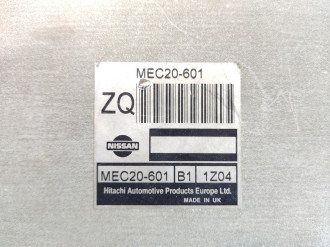 MEC20-601
ZQ
NISSAN
MEC20-601 B1 1Z04
Hitachi Automotive Products Europe Ltd.
MADE IN UK